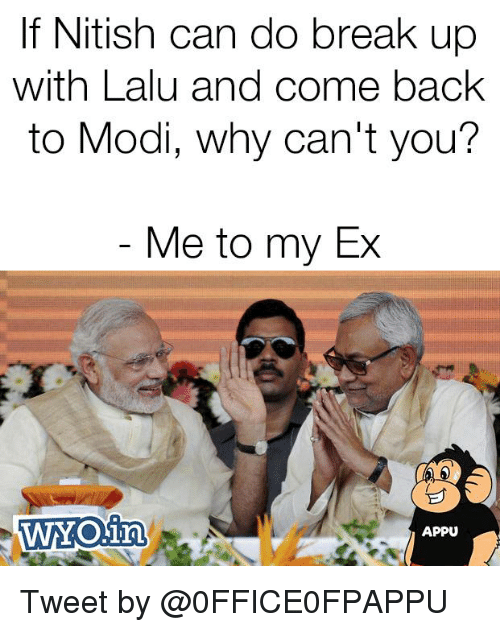 If Nitish can do break up
with Lalu and come back
to Modi, why can't you?
- Me to my Ex
WYO.in
APPU
Tweet by @0FFICE0FPAPPU